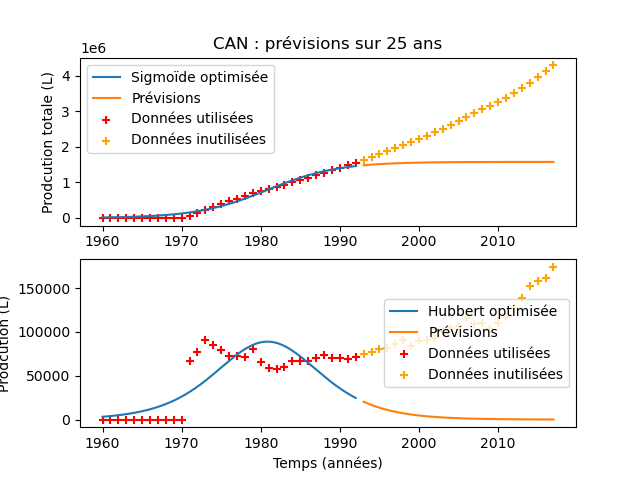 CAN : prévisions sur 25 ans
1e6
Prodcution totale (L)
4
3
2
1
0
Sigmoïde optimisée
Prévisions
Données utilisées
Données inutilisées
1960 1970 1980 1990 2000 2010
Prodcution (L)
150000
100000
50000
0
Hubbert optimisée
Prévisions
Données utilisées
Données inutilisées
1960 1970 1980 1990 2000 2010
Temps (années)